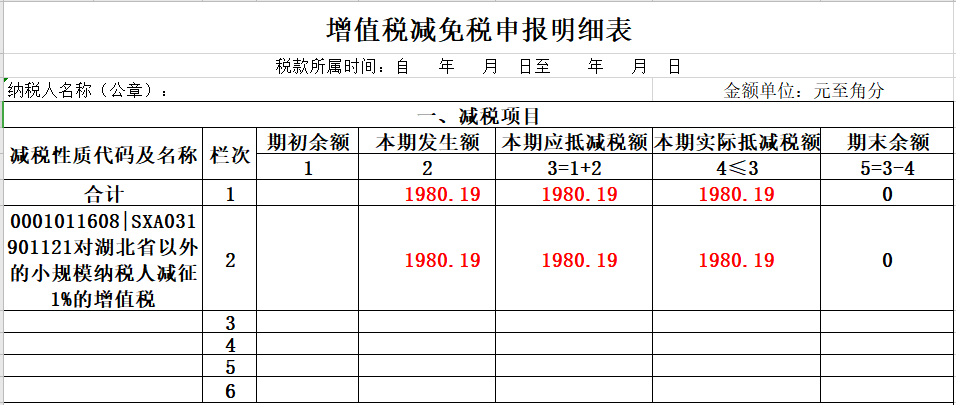 增值税减免税申报明细表
税款所属时间：自 年 月 日至 年 月 日
纳税人名称（公章）： 金额单位：元至角分
一、减税项目
减税性质代码及名称 栏次 期初余额 本期发生额 本期应抵减税额 本期实际抵减税额 期末余额
1 2 3=1+2 4≤3 5=3-4
合计 1 1980.19 1980.19 1980.19 0
0001011608|SXA031
901121对湖北省以外
的小规模纳税人减征
1%的增值税
2 1980.19 1980.19 1980.19 0
3
4
5
6